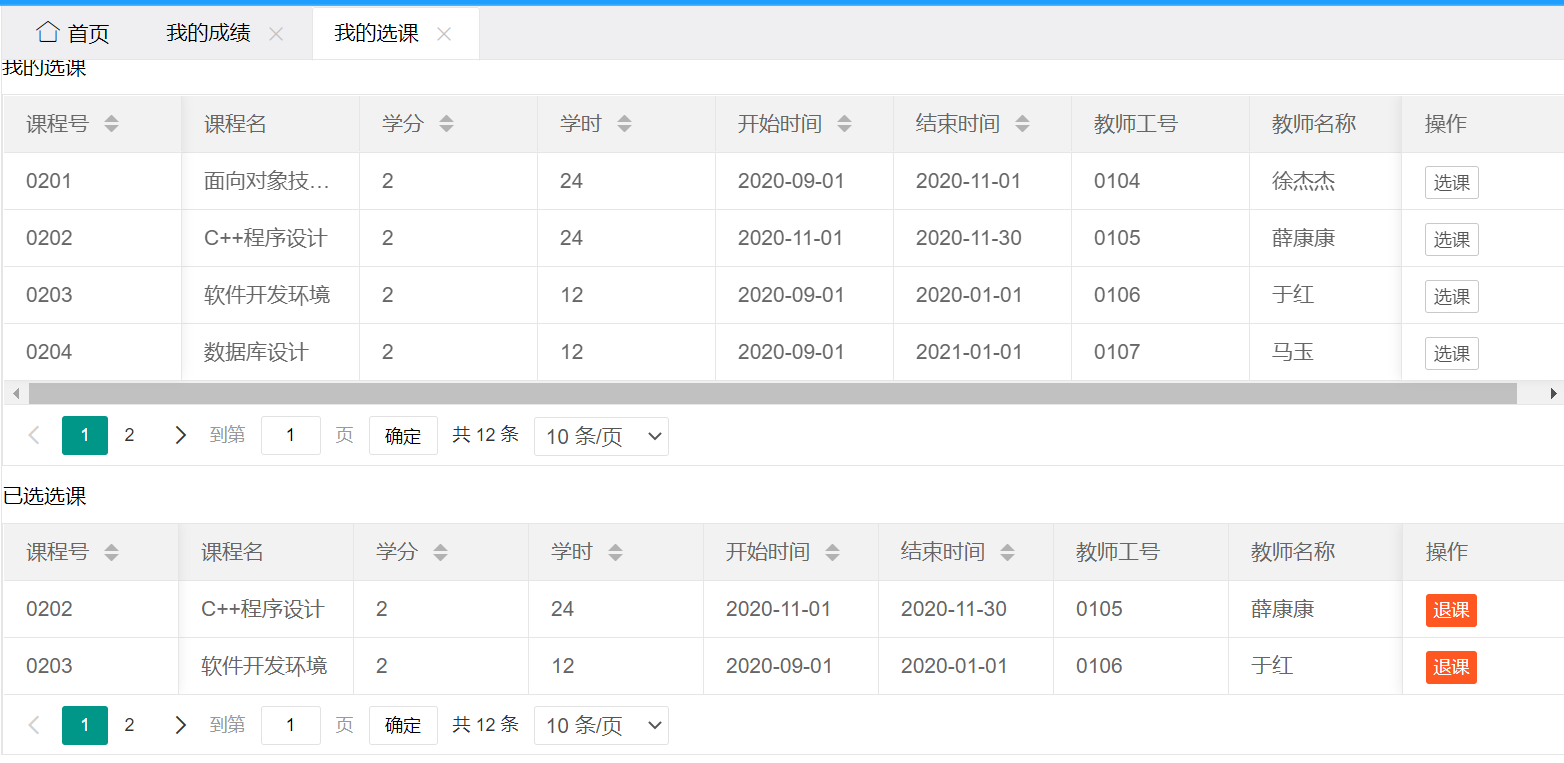 首页 我的成绩 我的选课
我的选课
课程号 课程名 学分 学时 开始时间 结束时间 教师工号 教师名称 操作
0201 面向对象技... 2 24 2020-09-01 2020-11-01 0104 徐杰杰 选课
0202 C++程序设计 2 24 2020-11-01 2020-11-30 0105 薛康康 选课
0203 软件开发环境 2 12 2020-09-01 2020-01-01 0106 于红 选课
0204 数据库设计 2 12 2020-09-01 2021-01-01 0107 马玉 选课
1 2 到第 1 页 确定 共 12 条 10 条/页
已选选课
课程号 课程名 学分 学时 开始时间 结束时间 教师工号 教师名称 操作
0202 C++程序设计 2 24 2020-11-01 2020-11-30 0105 薛康康 退课
0203 软件开发环境 2 12 2020-09-01 2020-01-01 0106 于红 退课
1 2 到第 1 页 确定 共 12 条 10 条/页